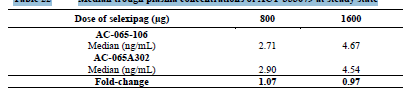 Dose of selexipag (µg) 800 1600
AC-065-106
Median (ng/mL) 2.71 4.67
AC-065A302
Median (ng/mL) 2.90 4.54
Fold-change 1.07 0.97